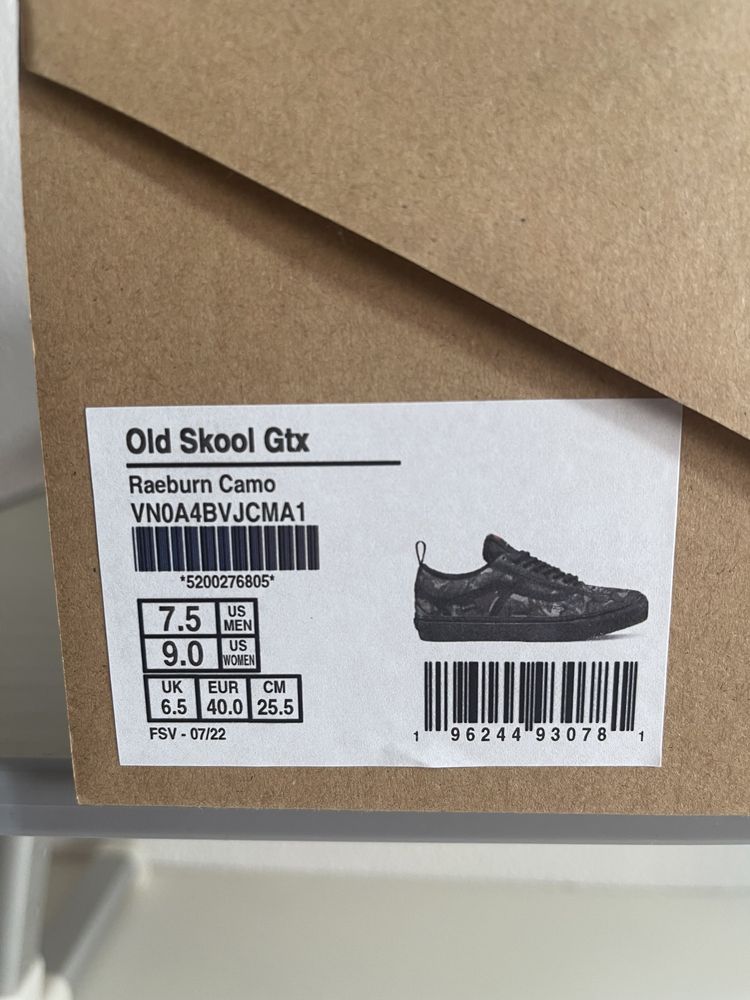 Old Skool Gtx
Raeburn Camo
VN0A4BVJCMA1
*5200276805*
7.5 US MEN
9.0 US WOMEN
UK EUR CM
6.5 40.0 25.5
FSV - 07/22
1 96244 93078 1